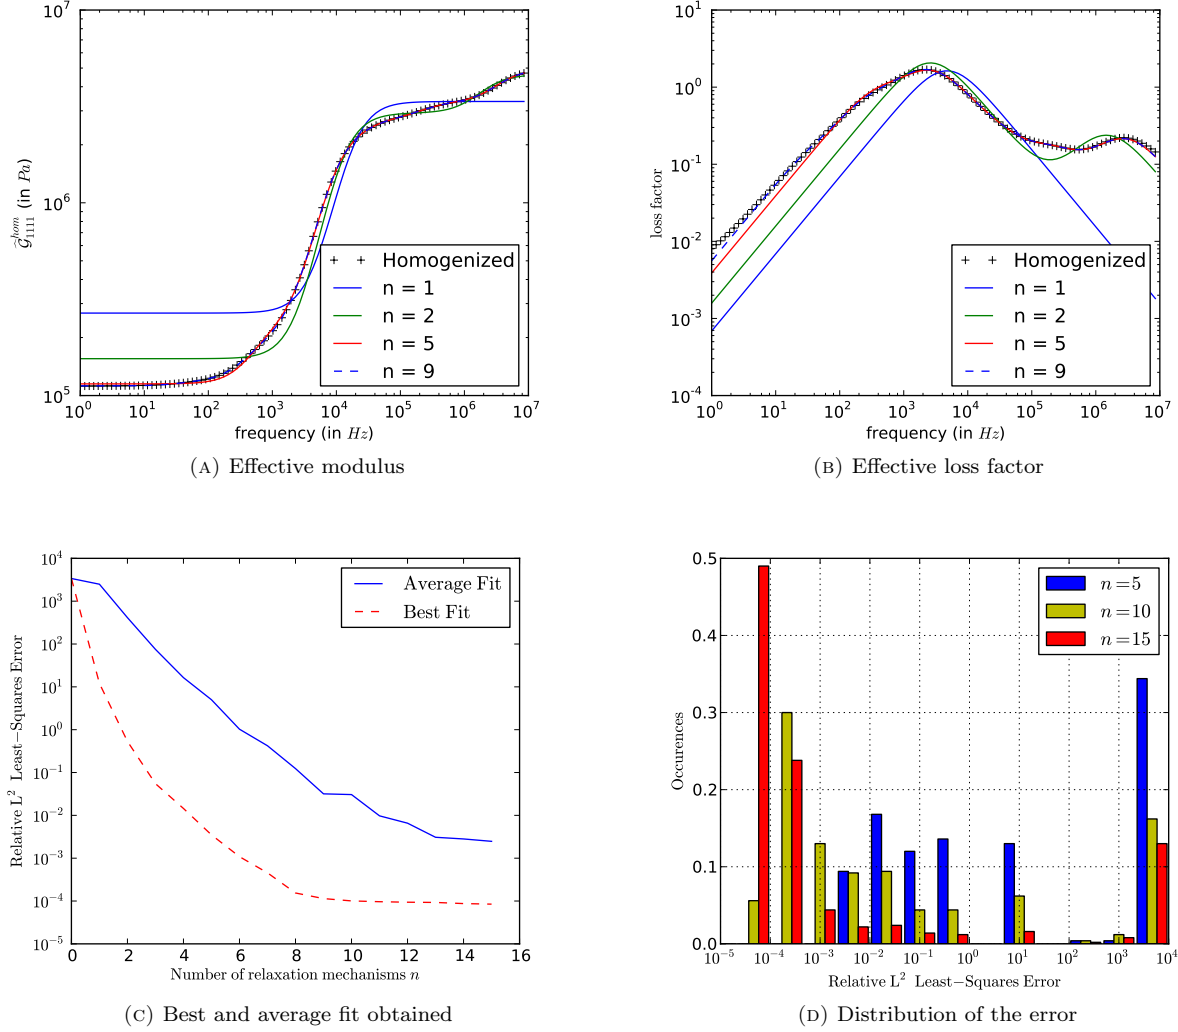 10^7
10^6
10^5
G̃^{hom}_{1111} (in Pa)
Homogenized
n = 1
n = 2
n = 5
n = 9
10^0 10^1 10^2 10^3 10^4 10^5 10^6 10^7
frequency (in Hz)
(A) Effective modulus
10^1
10^0
10^-1
10^-2
10^-3
10^-4
loss factor
Homogenized
n = 1
n = 2
n = 5
n = 9
10^0 10^1 10^2 10^3 10^4 10^5 10^6 10^7
frequency (in Hz)
(B) Effective loss factor
10^4
10^3
10^2
10^1
10^0
10^-1
10^-2
10^-3
10^-4
10^-5
Relative L^2 Least−Squares Error
Average Fit
Best Fit
0 2 4 6 8 10 12 14 16
Number of relaxation mechanisms n
(C) Best and average fit obtained
0.5
0.4
0.3
0.2
0.1
0.0
Occurences
n=5
n=10
n=15
10^-5 10^-4 10^-3 10^-2 10^-1 10^0 10^1 10^2 10^3 10^4
Relative L^2 Least−Squares Error
(D) Distribution of the error